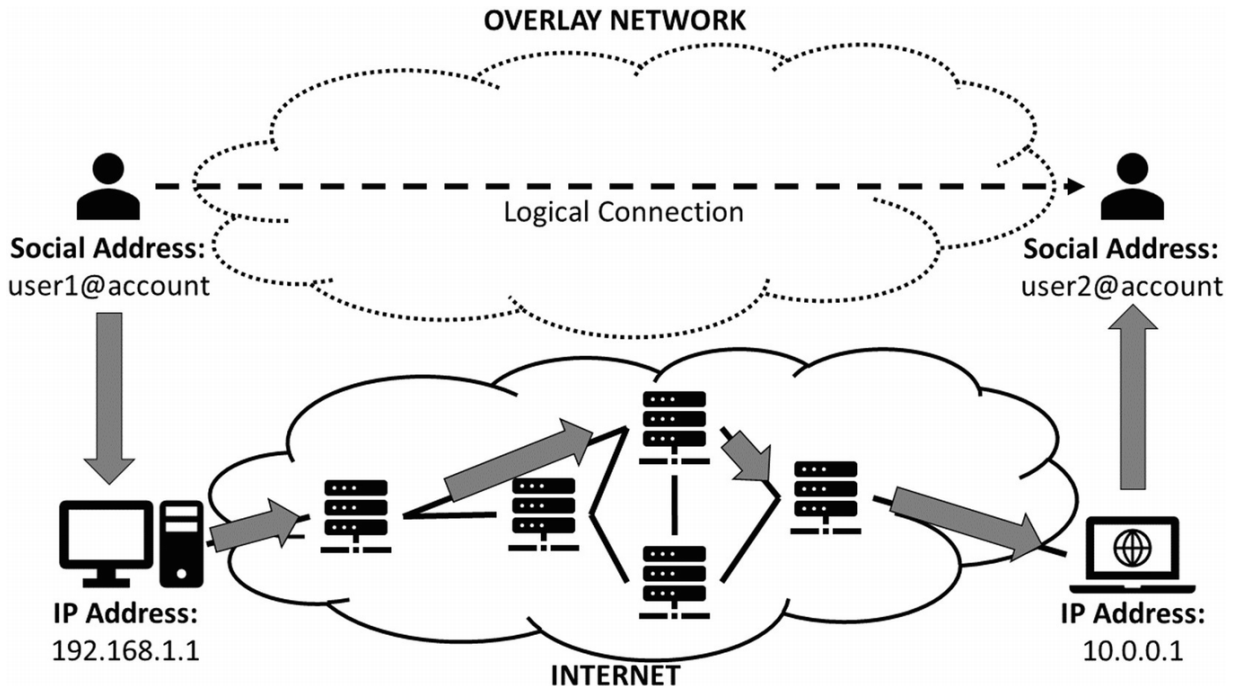 OVERLAY NETWORK
Logical Connection
Social Address:
user1@account
Social Address:
user2@account
IP Address:
192.168.1.1
IP Address:
10.0.0.1
INTERNET